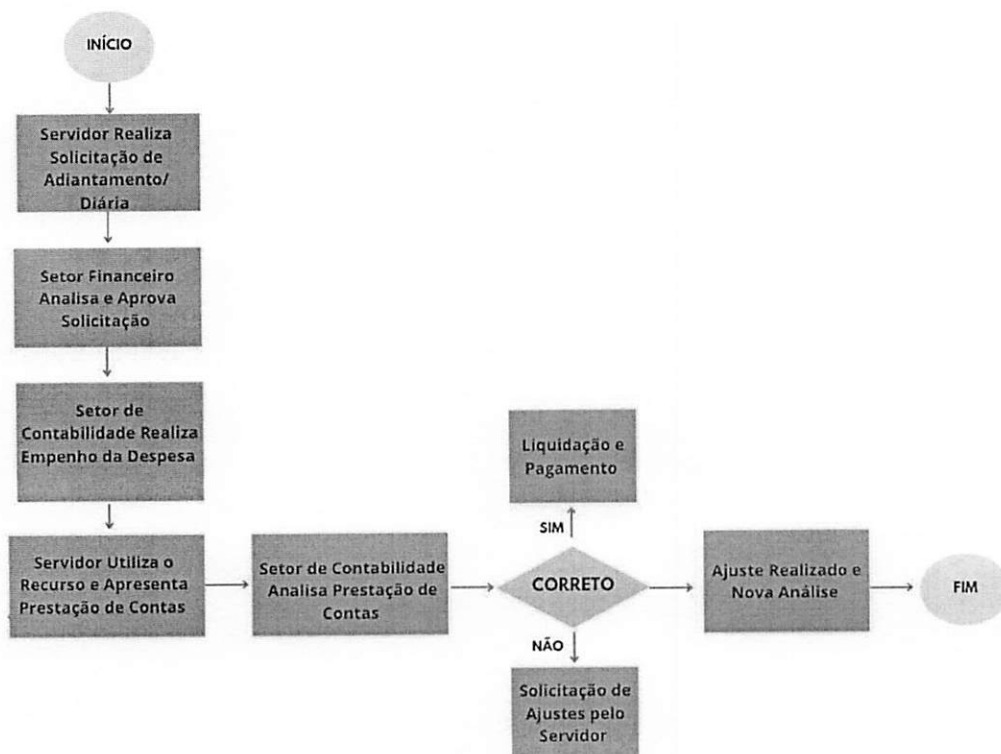 INÍCIO
Servidor Realiza
Solicitação de
Adiantamento/
Diária
Setor Financeiro
Analisa e Aprova
Solicitação
Setor de
Contabilidade Realiza
Empenho da Despesa
Servidor Utiliza o
Recurso e Apresenta
Prestação de Contas
Setor de Contabilidade
Analisa Prestação de
Contas
Liquidação e
Pagamento
SIM
CORRETO
NÃO
Solicitação de
Ajustes pelo
Servidor
Ajuste Realizado e
Nova Análise
FIM